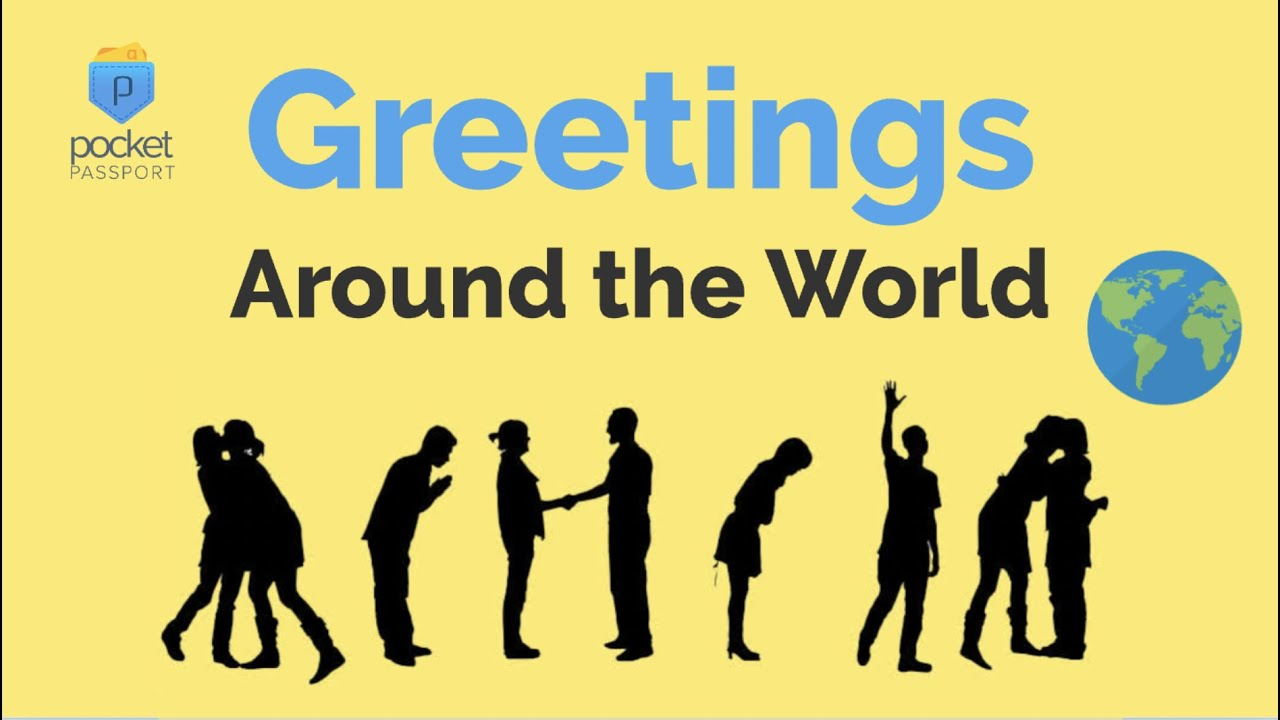 p
pocket
PASSPORT
Greetings
Around the World